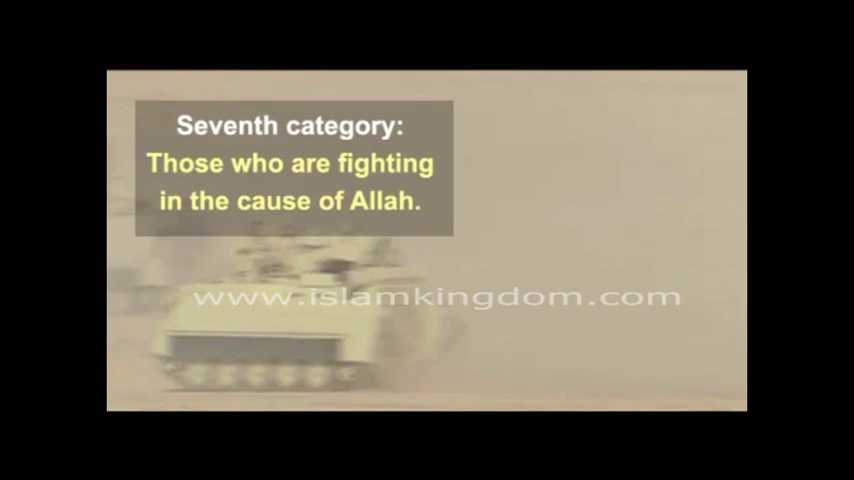 Seventh category:
Those who are fighting
in the cause of Allah.
www.islamkingdom.com